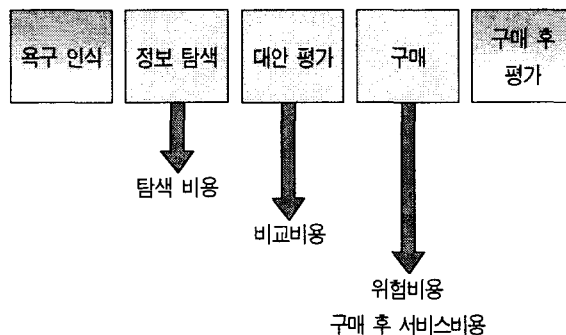 욕구 인식
정보 탐색
대안 평가
구매
구매 후
평가
탐색 비용
비교비용
위험비용
구매 후 서비스비용